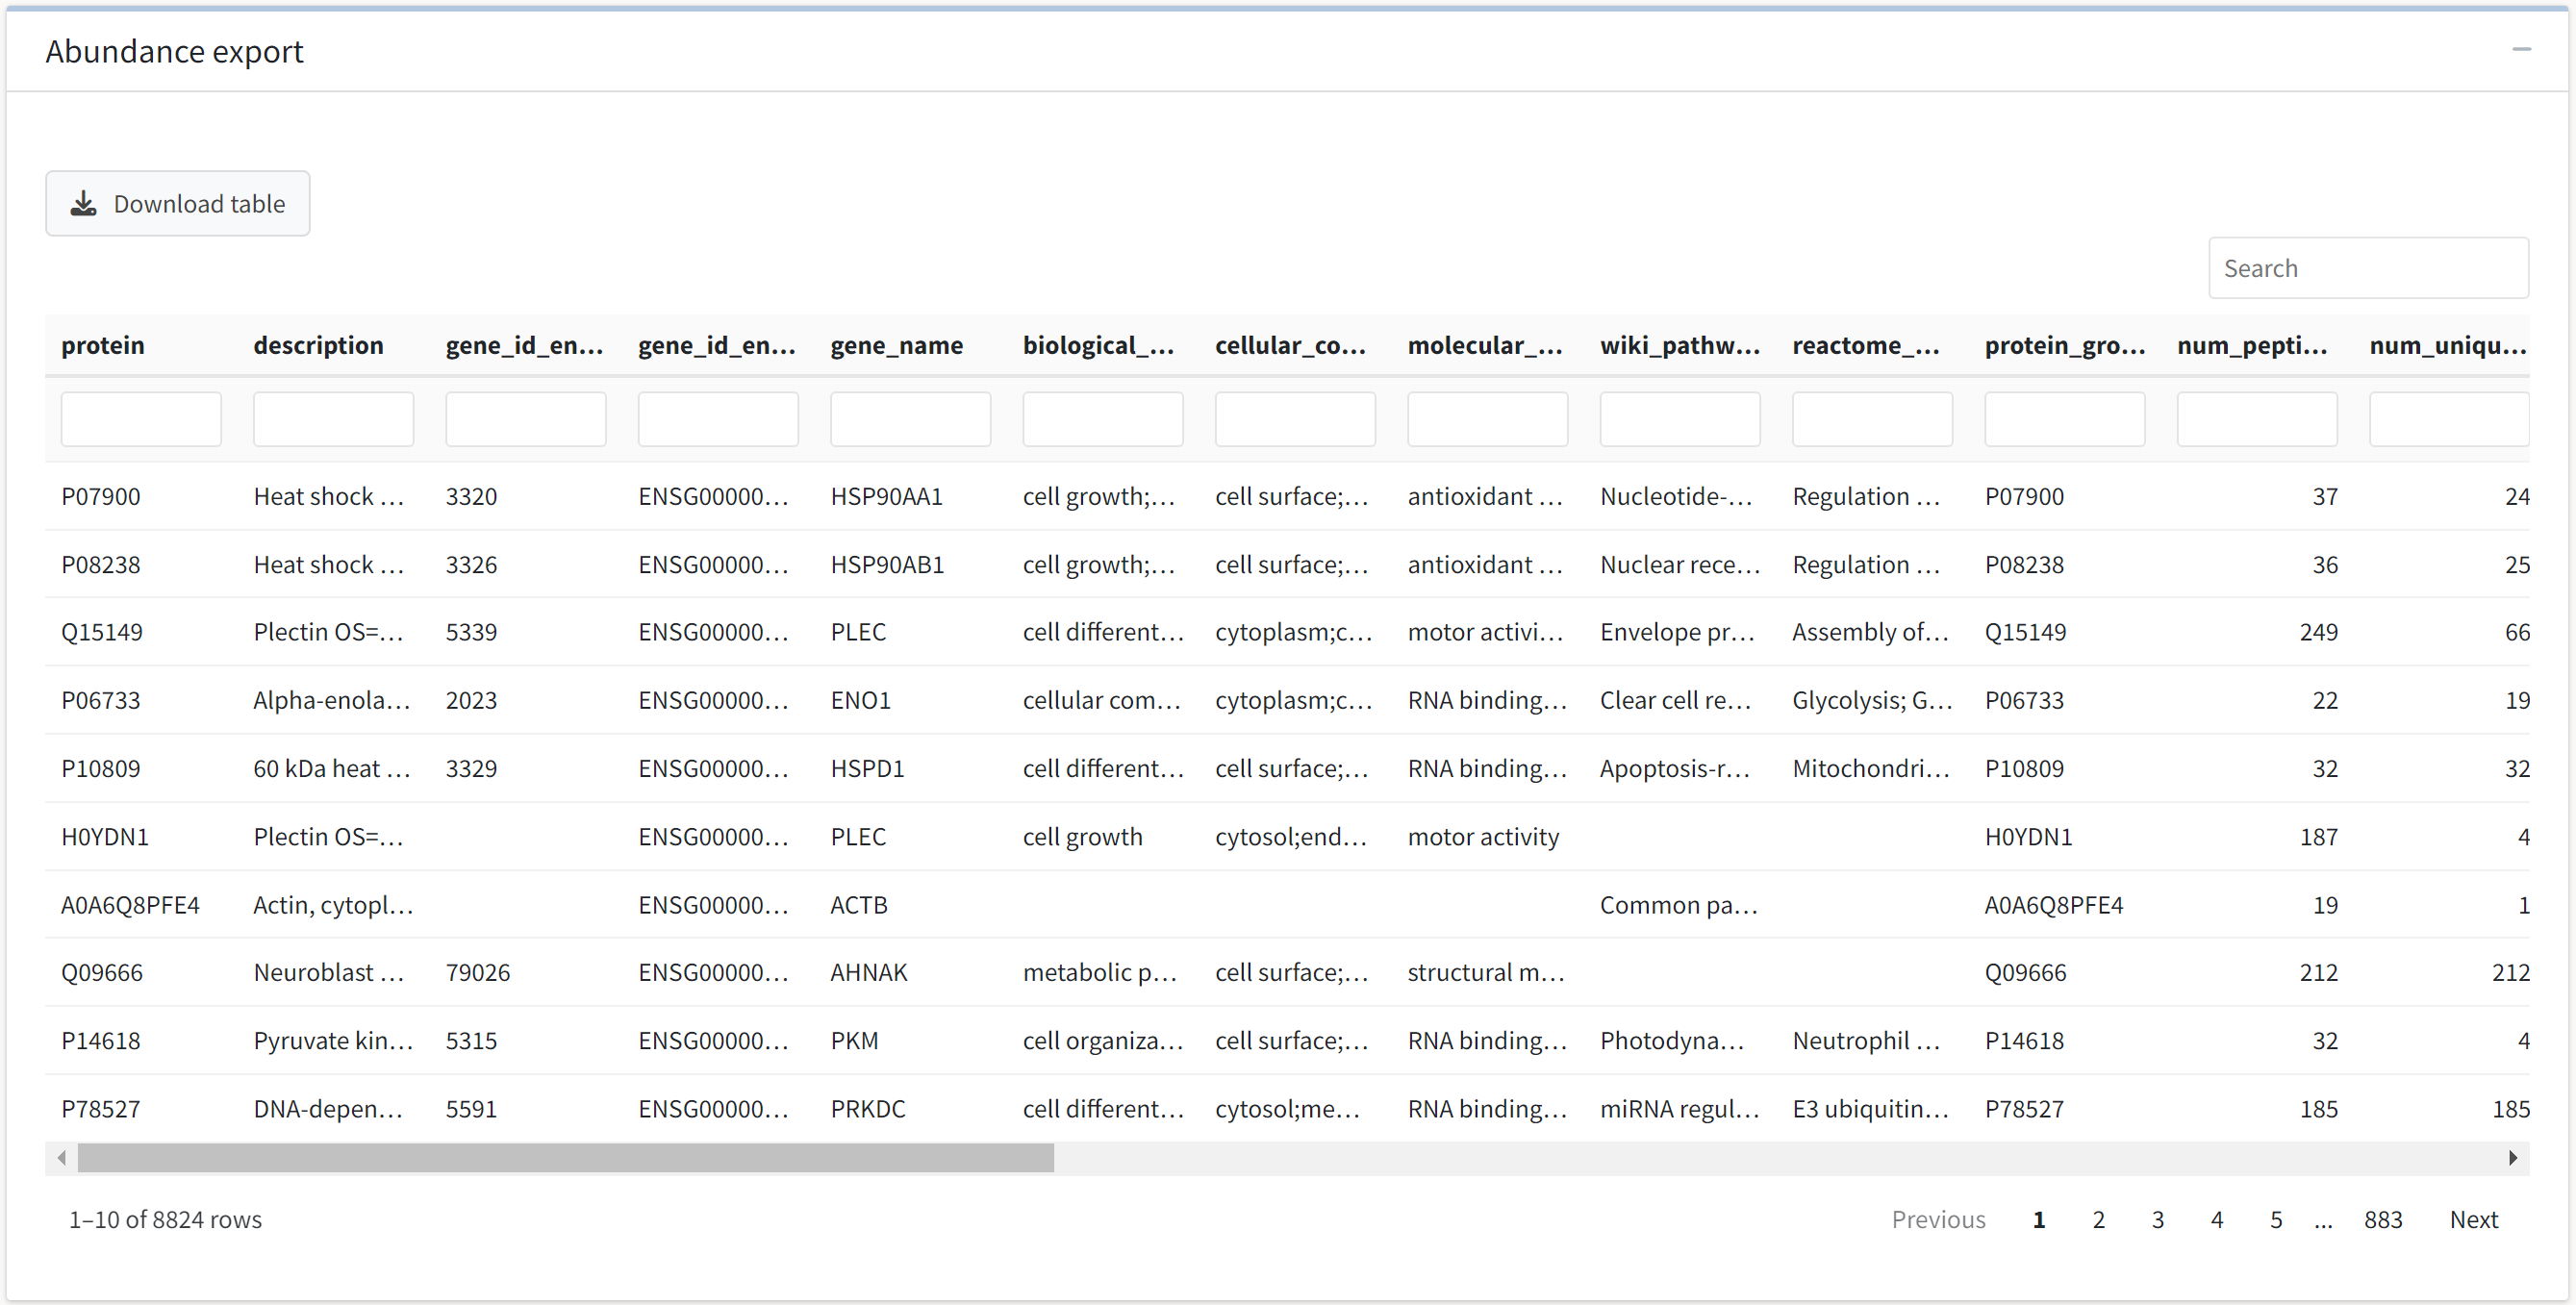 Abundance export
Download table
Search
protein description gene_id_en... gene_id_en... gene_name biological_... cellular_co... molecular_... wiki_pathw... reactome_... protein_gro... num_pepti... num_uniqu...
P07900 Heat shock ... 3320 ENSG00000... HSP90AA1 cell growth;... cell surface;... antioxidant ... Nucleotide-... Regulation ... P07900 37 24
P08238 Heat shock ... 3326 ENSG00000... HSP90AB1 cell growth;... cell surface;... antioxidant ... Nuclear rece... Regulation ... P08238 36 25
Q15149 Plectin OS=... 5339 ENSG00000... PLEC cell different... cytoplasm;c... motor activi... Envelope pr... Assembly of... Q15149 249 66
P06733 Alpha-enola... 2023 ENSG00000... ENO1 cellular com... cytoplasm;c... RNA binding... Clear cell re... Glycolysis; G... P06733 22 19
P10809 60 kDa heat ... 3329 ENSG00000... HSPD1 cell different... cell surface;... RNA binding... Apoptosis-r... Mitochondri... P10809 32 32
H0YDN1 Plectin OS=... ENSG00000... PLEC cell growth cytosol;end... motor activity H0YDN1 187 4
A0A6Q8PFE4 Actin, cytopl... ENSG00000... ACTB Common pa... A0A6Q8PFE4 19 1
Q09666 Neuroblast ... 79026 ENSG00000... AHNAK metabolic p... cell surface;... structural m... Q09666 212 212
P14618 Pyruvate kin... 5315 ENSG00000... PKM cell organiza... cell surface;... RNA binding... Photodyna... Neutrophil ... P14618 32 4
P78527 DNA-depen... 5591 ENSG00000... PRKDC cell different... cytosol;me... RNA binding... miRNA regul... E3 ubiquitin... P78527 185 185
1–10 of 8824 rows Previous 1 2 3 4 5 ... 883 Next